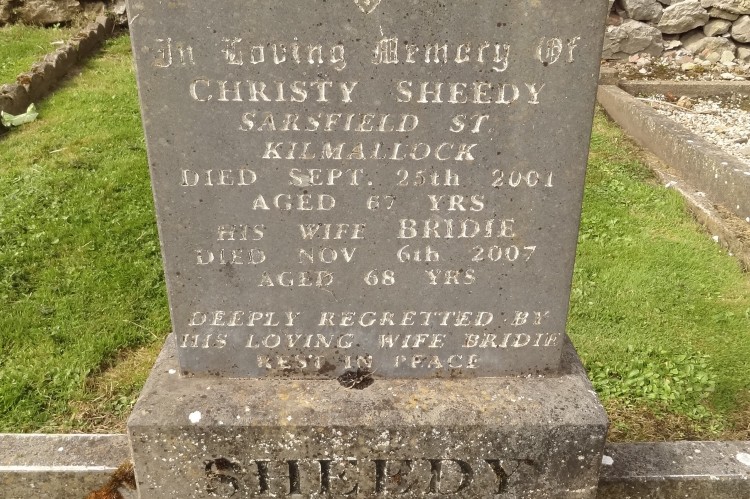 In Loving Memory Of
CHRISTY SHEEDY
SARSFIELD ST
KILMALLOCK
DIED SEPT. 25th 2001
AGED 67 YRS
HIS WIFE BRIDIE
DIED NOV 6th 2007
AGED 68 YRS
DEEPLY REGRETTED BY
HIS LOVING WIFE BRIDIE
REST IN PEACE
SHEEDY